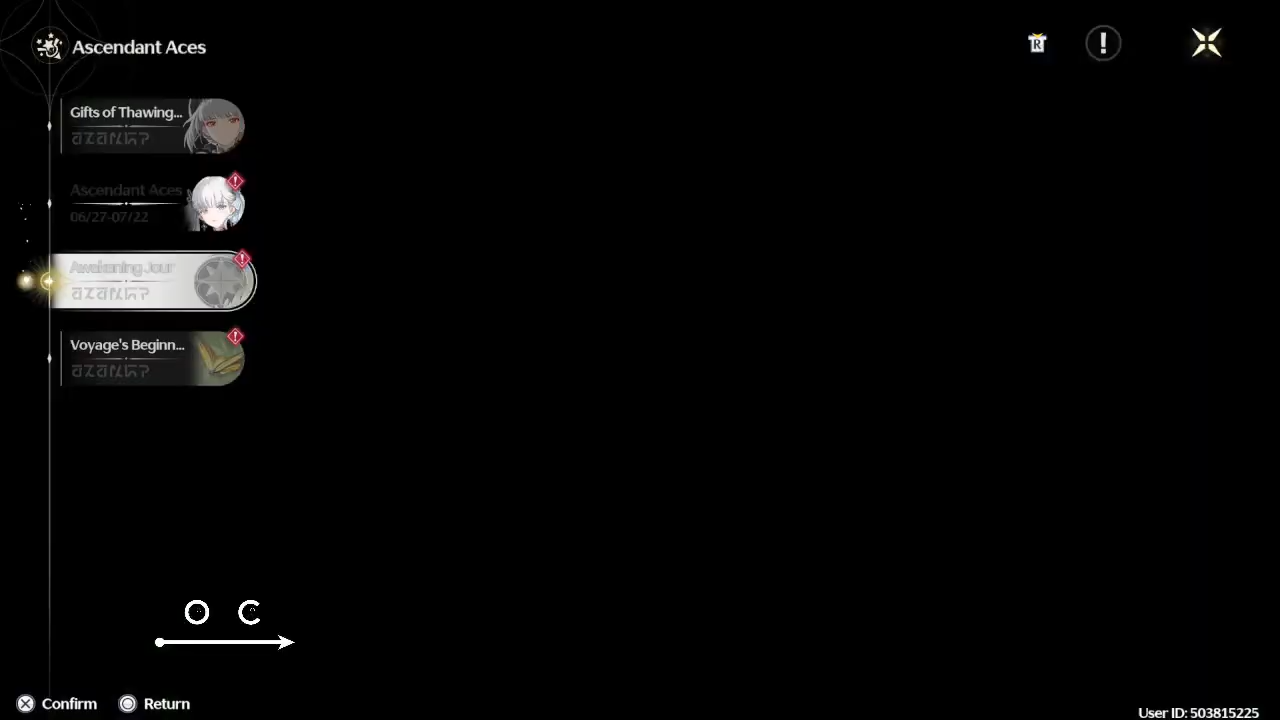 Ascendant Aces
R
Gifts of Thawing...
Ascendant Aces
06/27-07/22
Awakening Jour
Voyage's Beginn...
O C
Confirm
Return
User ID: 503815225